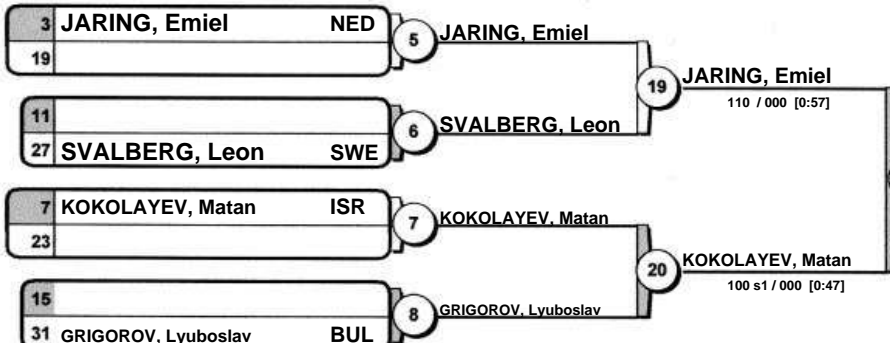 3 JARING, Emiel NED
19
5
JARING, Emiel
11
27 SVALBERG, Leon SWE
6
SVALBERG, Leon
19
JARING, Emiel
110 / 000 [0:57]
7 KOKOLAYEV, Matan ISR
23
7
KOKOLAYEV, Matan
15
31 GRIGOROV, Lyuboslav BUL
8
GRIGOROV, Lyuboslav
20
KOKOLAYEV, Matan
100 s1 / 000 [0:47]